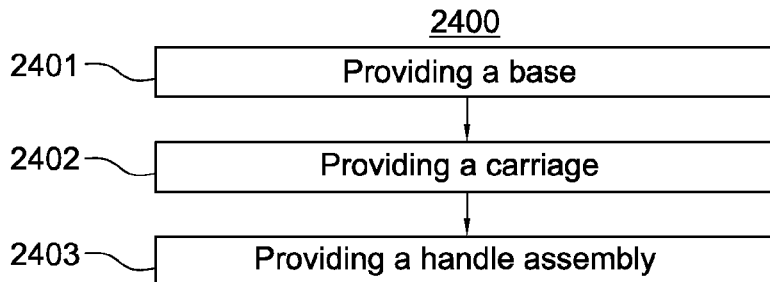 2400
2401 Providing a base
2402 Providing a carriage
2403 Providing a handle assembly